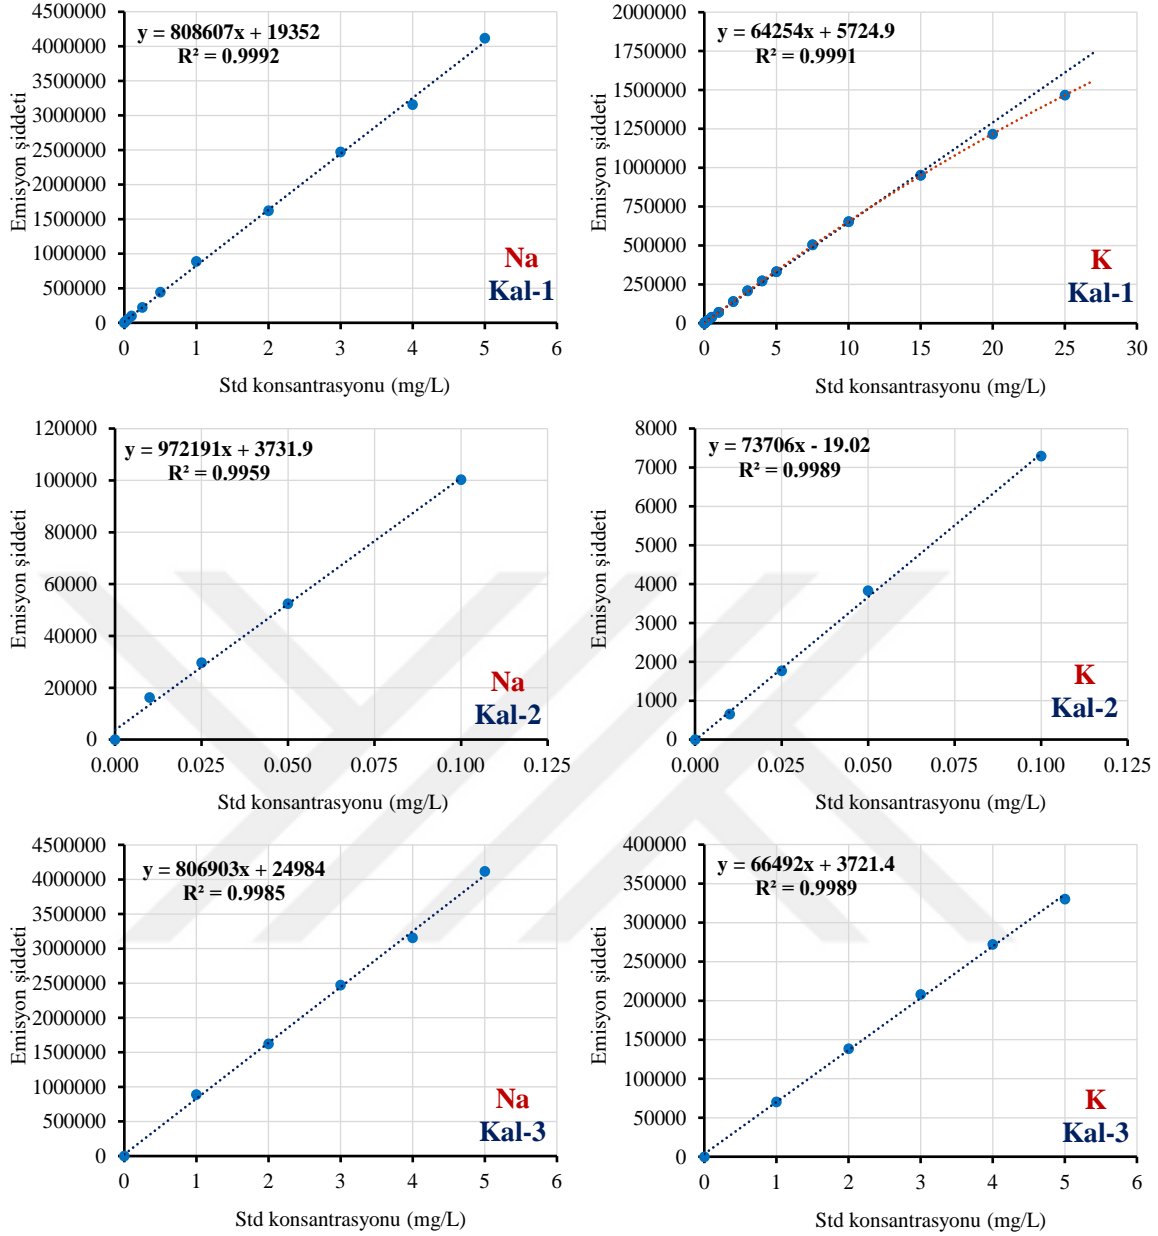 y = 808607x + 19352
R² = 0.9992
Emisyon şiddeti
4500000
4000000
3500000
3000000
2500000
2000000
1500000
1000000
500000
0
0 1 2 3 4 5 6
Std konsantrasyonu (mg/L)
Na
Kal-1
y = 64254x + 5724.9
R² = 0.9991
Emisyon şiddeti
2000000
1750000
1500000
1250000
1000000
750000
500000
250000
0
0 5 10 15 20 25 30
Std konsantrasyonu (mg/L)
K
Kal-1
y = 972191x + 3731.9
R² = 0.9959
Emisyon şiddeti
120000
100000
80000
60000
40000
20000
0
0.000 0.025 0.050 0.075 0.100 0.125
Std konsantrasyonu (mg/L)
Na
Kal-2
y = 73706x - 19.02
R² = 0.9989
Emisyon şiddeti
8000
7000
6000
5000
4000
3000
2000
1000
0
0.000 0.025 0.050 0.075 0.100 0.125
Std konsantrasyonu (mg/L)
K
Kal-2
y = 806903x + 24984
R² = 0.9985
Emisyon şiddeti
4500000
4000000
3500000
3000000
2500000
2000000
1500000
1000000
500000
0
0 1 2 3 4 5 6
Std konsantrasyonu (mg/L)
Na
Kal-3
y = 66492x + 3721.4
R² = 0.9989
Emisyon şiddeti
400000
350000
300000
250000
200000
150000
100000
50000
0
0 1 2 3 4 5 6
Std konsantrasyonu (mg/L)
K
Kal-3